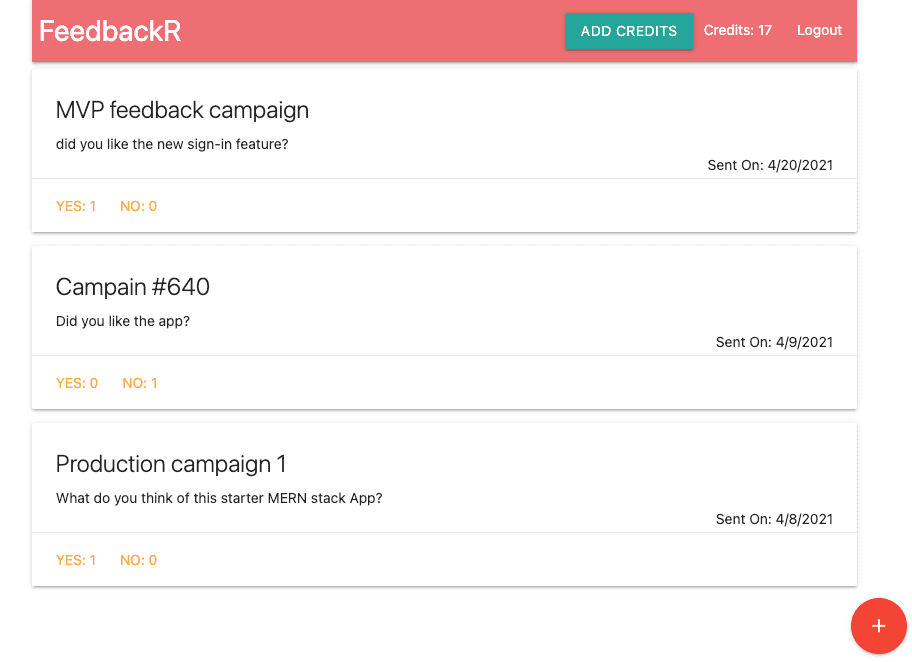 FeedbackR
ADD CREDITS Credits: 17 Logout
MVP feedback campaign
did you like the new sign-in feature?
Sent On: 4/20/2021
YES: 1 NO: 0
Campain #640
Did you like the app?
Sent On: 4/9/2021
YES: 0 NO: 1
Production campaign 1
What do you think of this starter MERN stack App?
Sent On: 4/8/2021
YES: 1 NO: 0
+